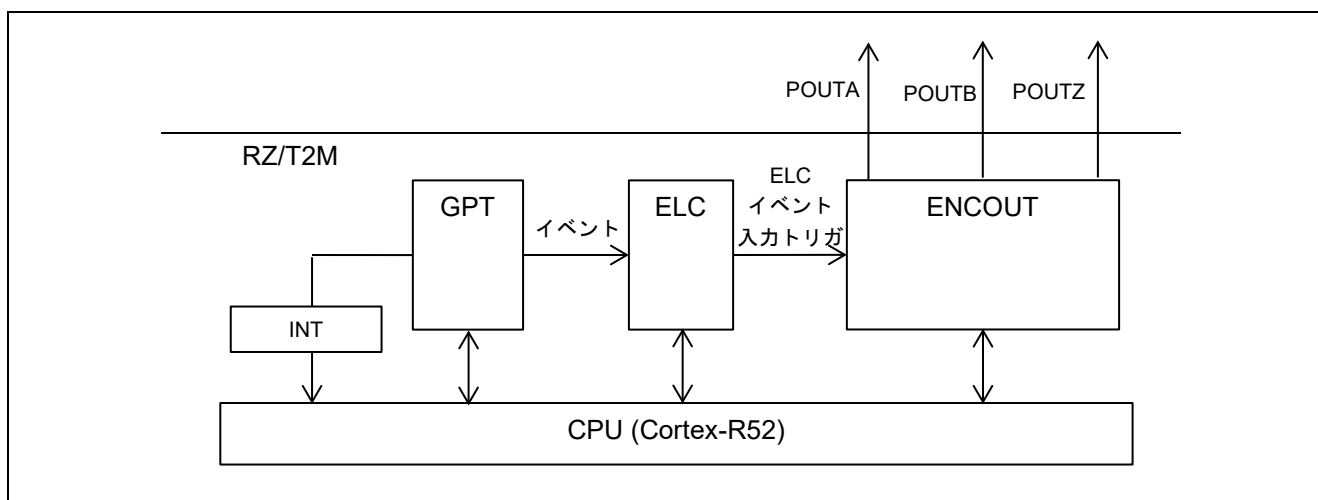 POUTA
POUTB
POUTZ
RZ/T2M
GPT
イベント
ELC
ELC
イベント
入力トリガ
ENCOUT
INT
CPU (Cortex-R52)